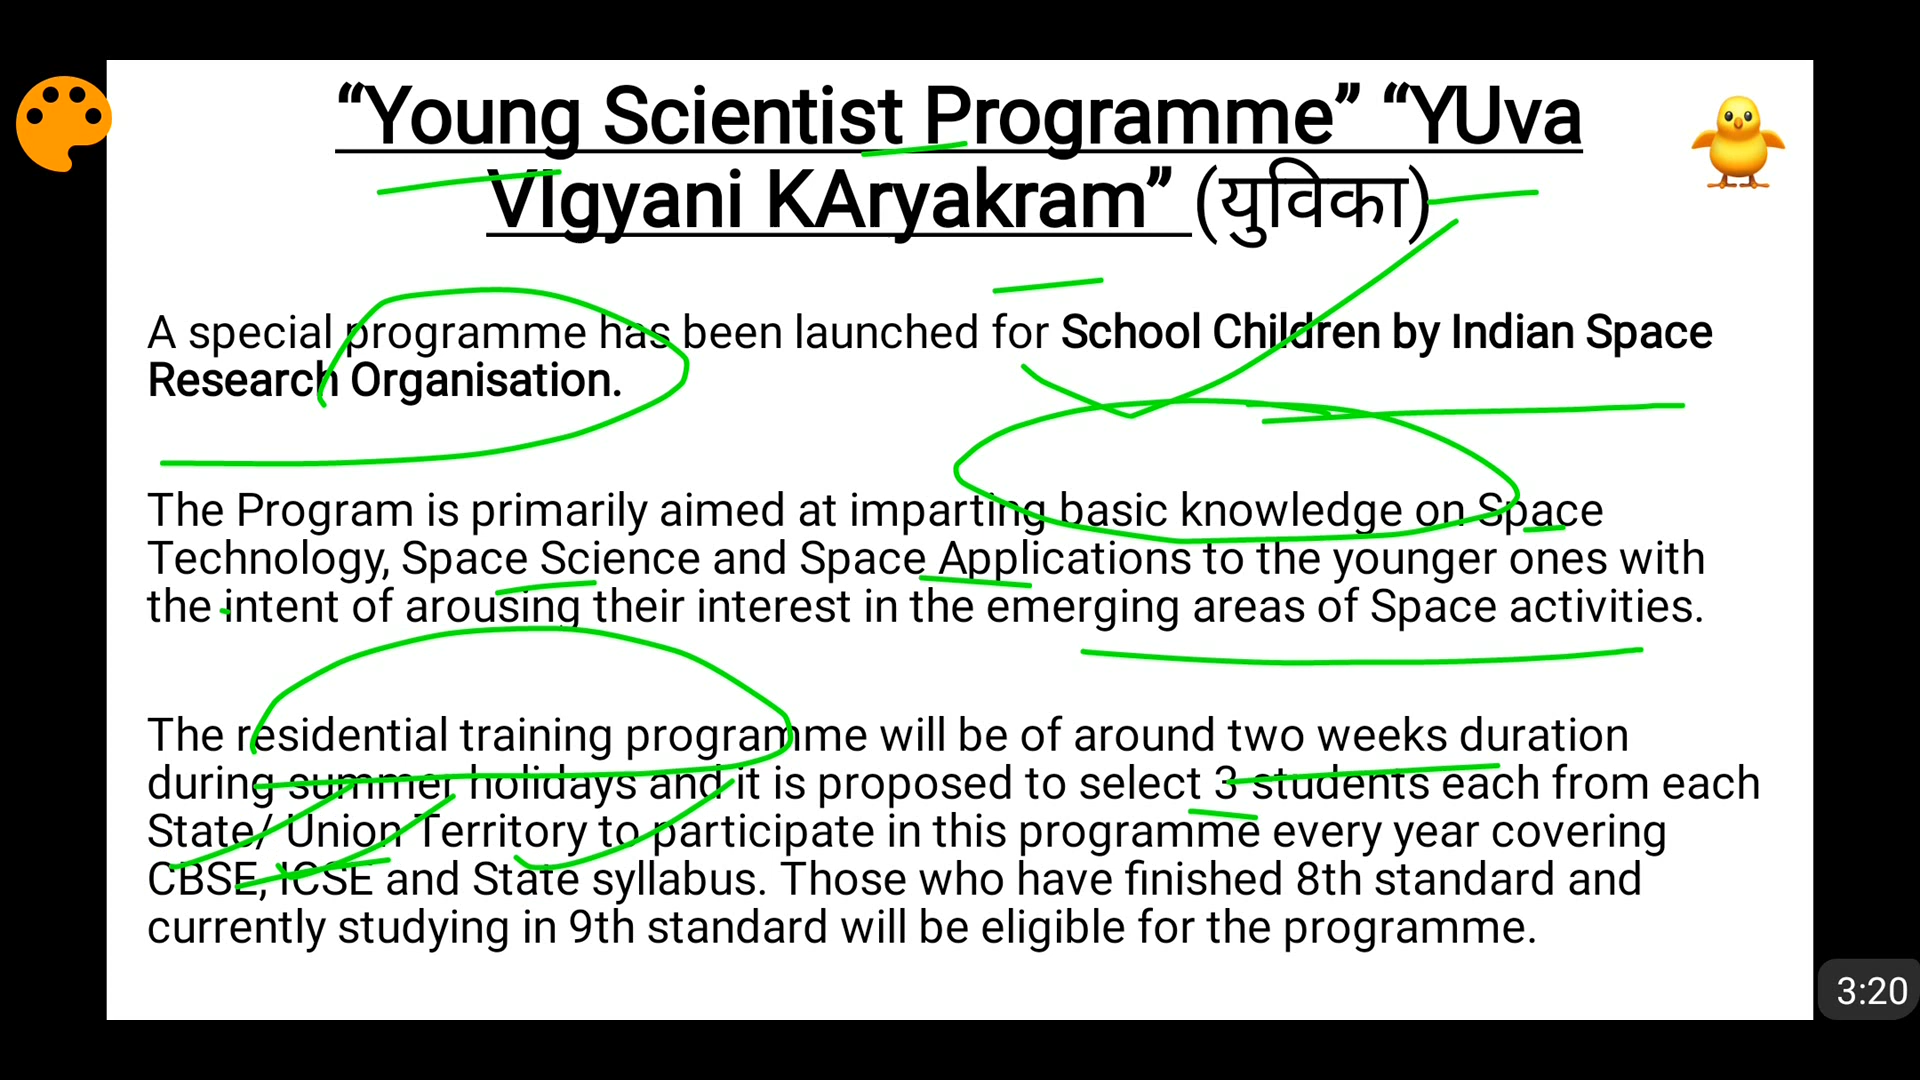 “Young Scientist Programme” “YUva
VIgyani KAryakram” (युविका)
A special programme has been launched for School Children by Indian Space
Research Organisation.
The Program is primarily aimed at imparting basic knowledge on Space
Technology, Space Science and Space Applications to the younger ones with
the intent of arousing their interest in the emerging areas of Space activities.
The residential training programme will be of around two weeks duration
during summer holidays and it is proposed to select 3 students each from each
State/ Union Territory to participate in this programme every year covering
CBSE, ICSE and State syllabus. Those who have finished 8th standard and
currently studying in 9th standard will be eligible for the programme.
3:20